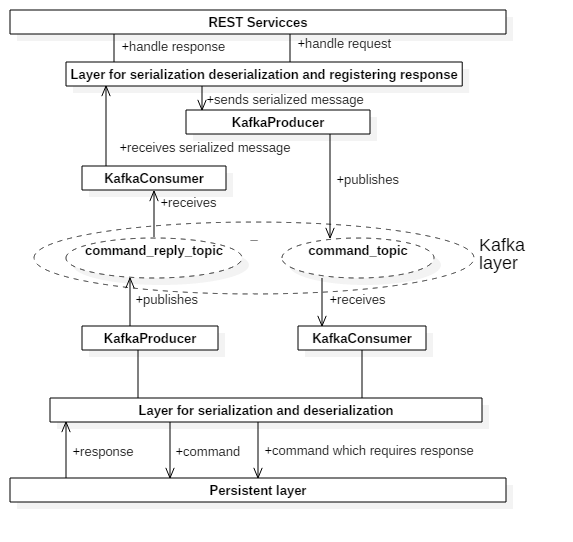 REST Servicces
+handle response
+handle request
Layer for serialization deserialization and registering response
+sends serialized message
KafkaProducer
+receives serialized message
KafkaConsumer
+publishes
+receives
command_reply_topic
command_topic
Kafka
layer
+publishes
+receives
KafkaProducer
KafkaConsumer
Layer for serialization and deserialization
+response
+command
+command which requires response
Persistent layer